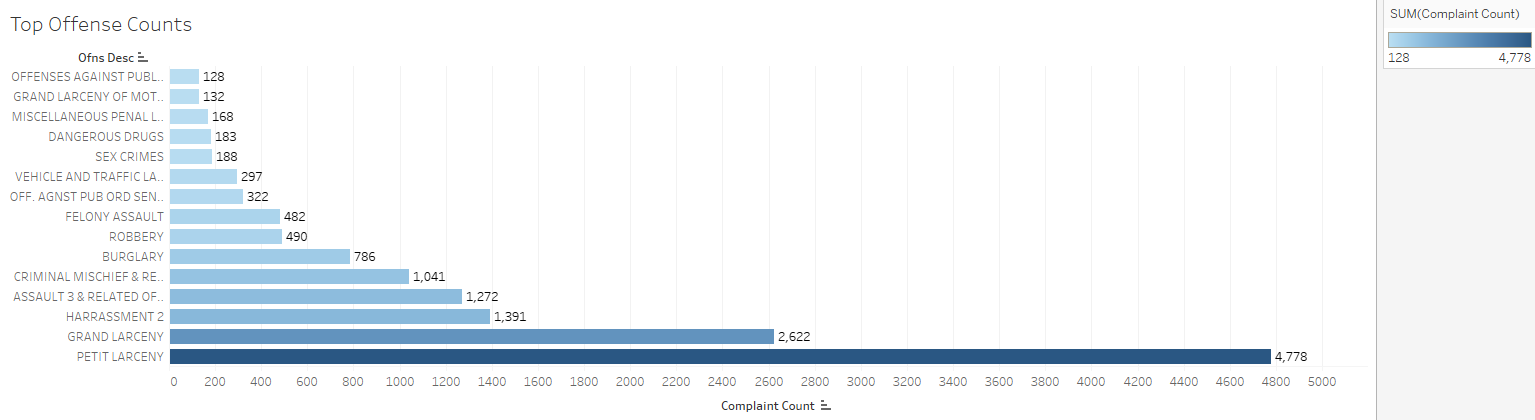 Top Offense Counts
SUM(Complaint Count)
128 4,778
Ofns Desc
OFFENSES AGAINST PUBL.. 128
GRAND LARCENY OF MOT.. 132
MISCELLANEOUS PENAL L.. 168
DANGEROUS DRUGS 183
SEX CRIMES 188
VEHICLE AND TRAFFIC LA.. 297
OFF. AGNST PUB ORD SEN.. 322
FELONY ASSAULT 482
ROBBERY 490
BURGLARY 786
CRIMINAL MISCHIEF & RE.. 1,041
ASSAULT 3 & RELATED OF.. 1,272
HARRASSMENT 2 1,391
GRAND LARCENY 2,622
PETIT LARCENY 4,778
0 200 400 600 800 1000 1200 1400 1600 1800 2000 2200 2400 2600 2800 3000 3200 3400 3600 3800 4000 4200 4400 4600 4800 5000
Complaint Count